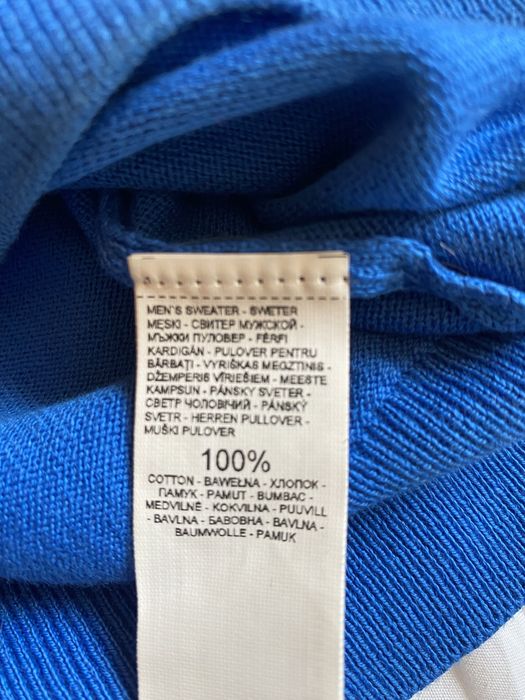 MEN'S SWEATER - SWETER
MĘSKI - СВИТЕР МУЖСКОЙ -
МЪЖКИ ПУЛОВЕР - FÉRFI
KARDIGÁN - PULOVER PENTRU
BĂRBAȚI - VYRIŠKAS MEGZTINIS -
DŽEMPERIS VĪRIEŠIEM - MEESTE
KAMPSUN - PÁNSKY SVETER -
СВЕТР ЧОЛОВІЧИЙ - PÁNSKÝ
SVETR - HERREN PULLOVER -
MUŠKI PULOVER
100%
COTTON - BAWEŁNA - ХЛОПОК -
ПАМУК - PAMUT - BUMBAC -
MEDVILNĖ - KOKVILNA - PUUVILL
- BAVLNA - БАВОВНА - BAVLNA -
BAUMWOLLE - PAMUK